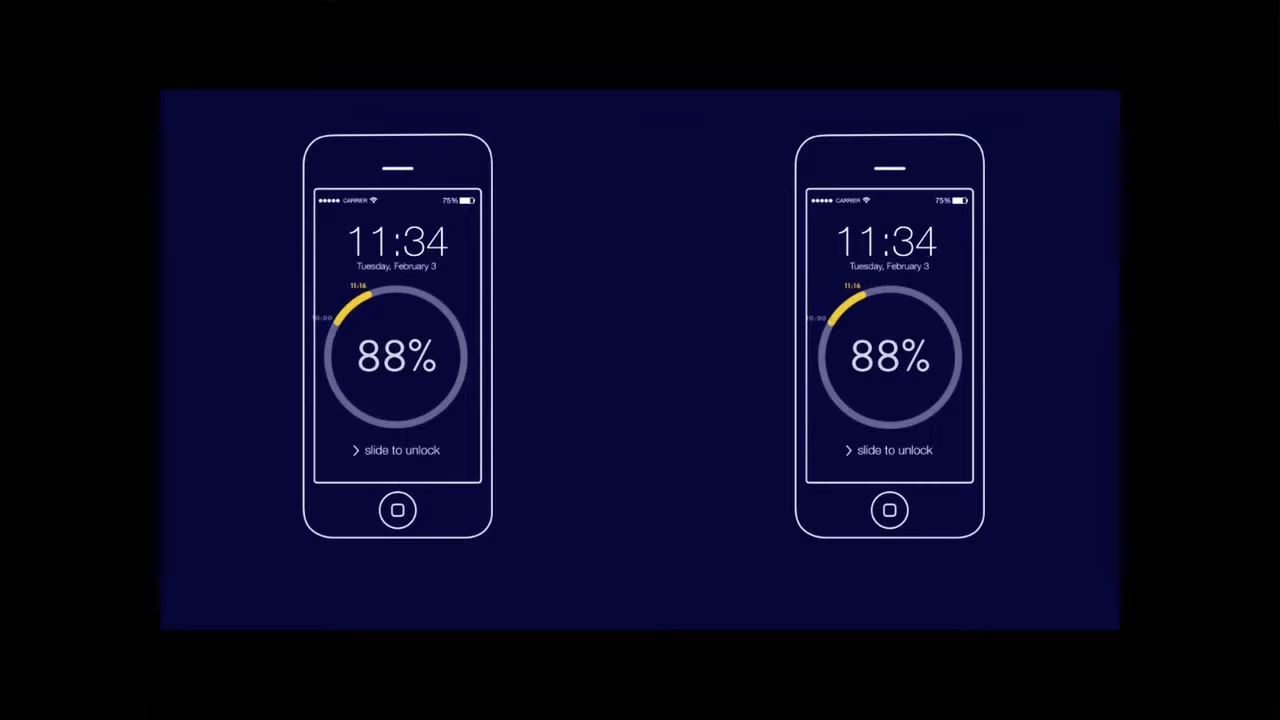 CARRIER 75%
11:34
Tuesday, February 3
11:16
88%
slide to unlock
CARRIER 75%
11:34
Tuesday, February 3
11:16
88%
slide to unlock